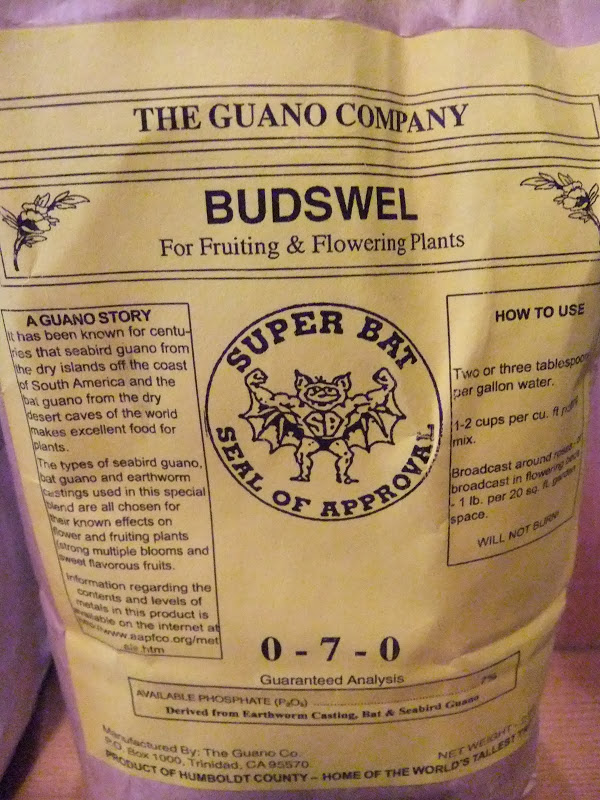 THE GUANO COMPANY
BUDSWEL
For Fruiting & Flowering Plants
A GUANO STORY
It has been known for centu-
ries that seabird guano from
the dry islands off the coast
of South America and the
bat guano from the dry
desert caves of the world
makes excellent food for
plants.
The types of seabird guano,
bat guano and earthworm
castings used in this special
blend are all chosen for
their known effects on
flower and fruiting plants
(strong multiple blooms and
sweet flavorous fruits.
Information regarding the
contents and levels of
metals in this product is
available on the internet at
http://www.aapfco.org/met
als.htm
SUPER BAT
SB
SEAL OF APPROVAL
HOW TO USE
Two or three tablespoon
per gallon water.
1-2 cups per cu. ft
mix.
Broadcast around
broadcast in flowering
- 1 lb. per 20 sq. ft. garden
space.
WILL NOT BURN
0 - 7 - 0
Guaranteed Analysis
AVAILABLE PHOSPHATE (P₂O₅) 7%
Derived from Earthworm Casting, Bat & Seabird Guano
Manufactured By: The Guano Co.
P.O. Box 1000, Trinidad, CA 95570
NET WEIGHT -
PRODUCT OF HUMBOLDT COUNTY – HOME OF THE WORLD'S TALLEST